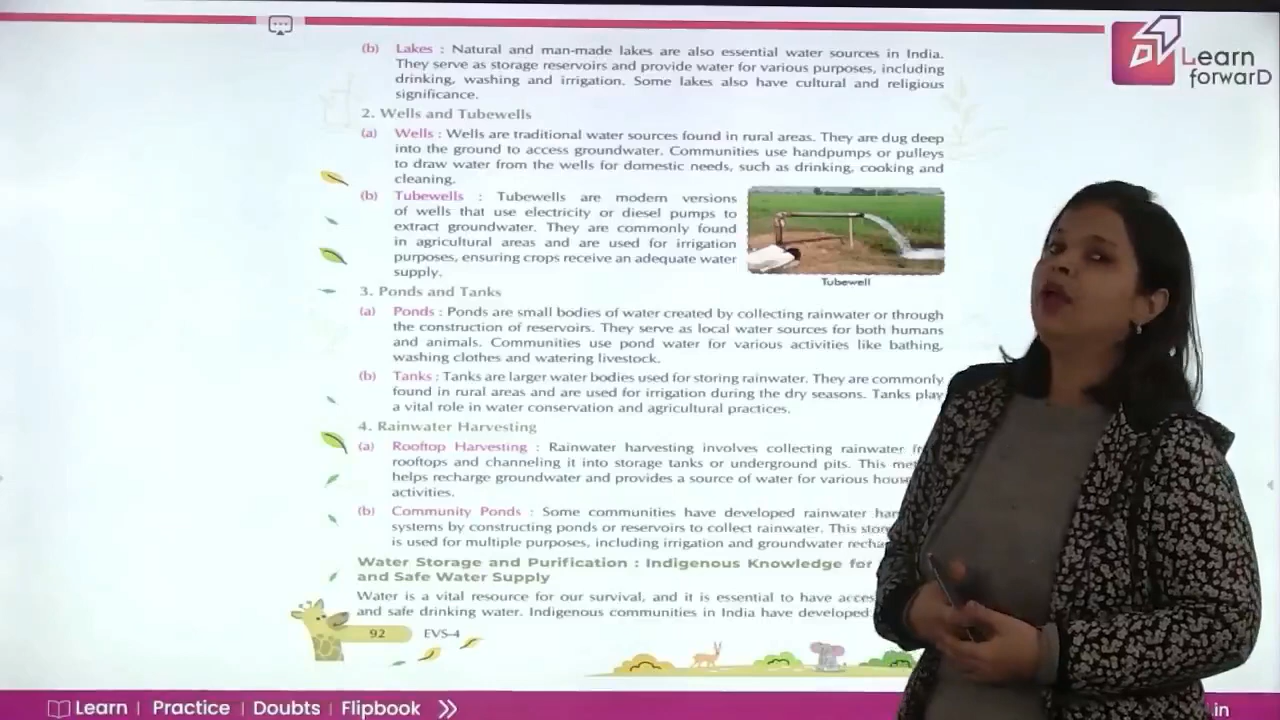 Learn
forwarD
(b) Lakes : Natural and man-made lakes are also essential water sources in India.
They serve as storage reservoirs and provide water for various purposes, including
drinking, washing and irrigation. Some lakes also have cultural and religious
significance.
2. Wells and Tubewells
(a) Wells : Wells are traditional water sources found in rural areas. They are dug deep
into the ground to access groundwater. Communities use handpumps or pulleys
to draw water from the wells for domestic needs, such as drinking, cooking and
cleaning.
(b) Tubewells : Tubewells are modern versions
of wells that use electricity or diesel pumps to
extract groundwater. They are commonly found
in agricultural areas and are used for irrigation
purposes, ensuring crops receive an adequate water
supply.
Tubewell
3. Ponds and Tanks
(a) Ponds : Ponds are small bodies of water created by collecting rainwater or through
the construction of reservoirs. They serve as local water sources for both humans
and animals. Communities use pond water for various activities like bathing,
washing clothes and watering livestock.
(b) Tanks : Tanks are larger water bodies used for storing rainwater. They are commonly
found in rural areas and are used for irrigation during the dry seasons. Tanks play
a vital role in water conservation and agricultural practices.
4. Rainwater Harvesting
(a) Rooftop Harvesting : Rainwater harvesting involves collecting rainwater
rooftops and channeling it into storage tanks or underground pits. This
helps recharge groundwater and provides a source of water for various
activities.
(b) Community Ponds : Some communities have developed rainwater
systems by constructing ponds or reservoirs to collect rainwater. This
is used for multiple purposes, including irrigation and groundwater
Water Storage and Purification : Indigenous Knowledge for
and Safe Water Supply
Water is a vital resource for our survival, and it is essential to have
and safe drinking water. Indigenous communities in India have developed
92 EVS-4
Learn | Practice | Doubts | Flipbook
.in